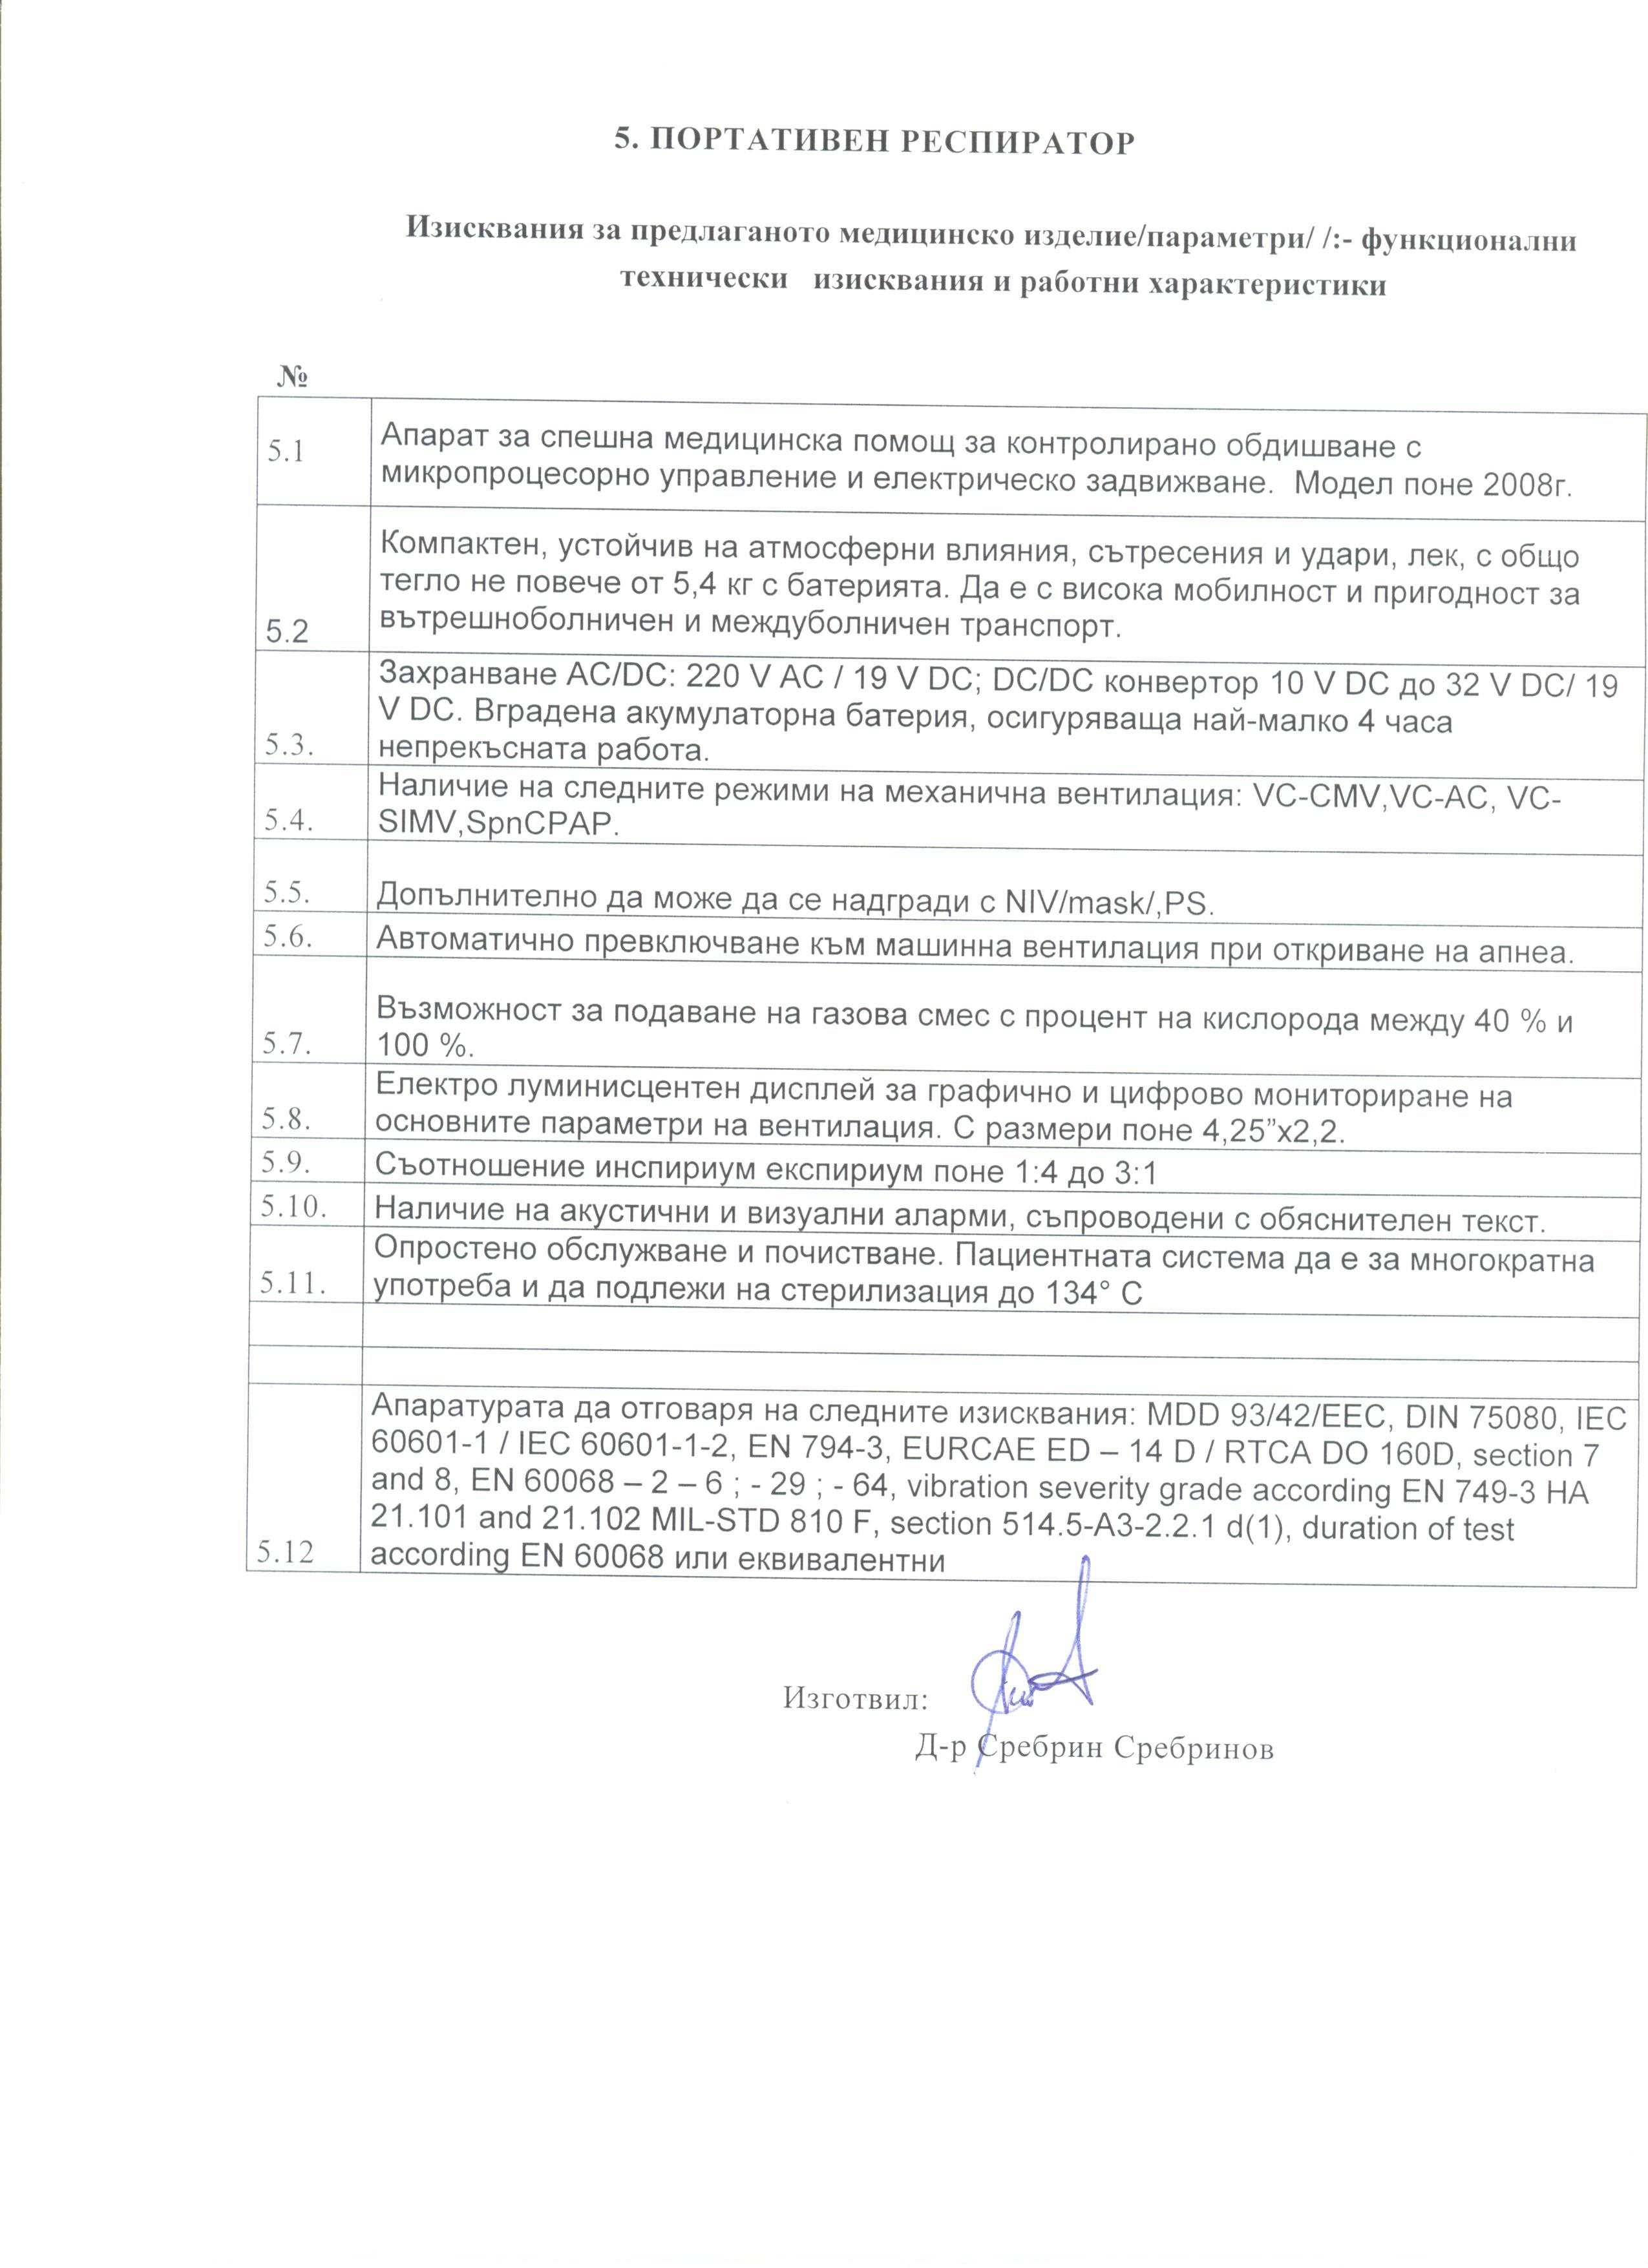 5. ПОРТАТИВЕН РЕСПИРАТОР
Изисквания за предлаганото медицинско изделие/параметри/ /:- функционални
технически изисквания и работни характеристики
№
5.1
Апарат за спешна медицинска помощ за контролирано обдишване с
микропроцесорно управление и електрическо задвижване. Модел поне 2008г.
5.2
Компактен, устойчив на атмосферни влияния, сътресения и удари, лек, с общо
тегло не повече от 5,4 кг с батерията. Да е с висока мобилност и пригодност за
вътрешноболничен и междуболничен транспорт.
5.3.
Захранване AC/DC: 220 V AC / 19 V DC; DC/DC конвертор 10 V DC до 32 V DC/ 19
V DC. Вградена акумулаторна батерия, осигуряваща най-малко 4 часа
непрекъсната работа.
5.4.
Наличие на следните режими на механична вентилация: VC-CMV,VC-AC, VC-
SIMV,SpnCPAP.
5.5.
Допълнително да може да се надгради с NIV/mask/,PS.
5.6.
Автоматично превключване към машинна вентилация при откриване на апнеа.
5.7.
Възможност за подаване на газова смес с процент на кислорода между 40 % и
100 %.
5.8.
Електро луминисцентен дисплей за графично и цифрово мониториране на
основните параметри на вентилация. С размери поне 4,25”x2,2.
5.9.
Съотношение инспириум експириум поне 1:4 до 3:1
5.10.
Наличие на акустични и визуални аларми, съпроводени с обяснителен текст.
5.11.
Опростено обслужване и почистване. Пациентната система да е за многократна
употреба и да подлежи на стерилизация до 134° C
5.12
Апаратурата да отговаря на следните изисквания: MDD 93/42/EEC, DIN 75080, IEC
60601-1 / IEC 60601-1-2, EN 794-3, EURCAE ED – 14 D / RTCA DO 160D, section 7
and 8, EN 60068 – 2 – 6 ; - 29 ; - 64, vibration severity grade according EN 749-3 HA
21.101 and 21.102 MIL-STD 810 F, section 514.5-A3-2.2.1 d(1), duration of test
according EN 60068 или еквивалентни
Изготвил:
Д-р Сребрин Сребринов